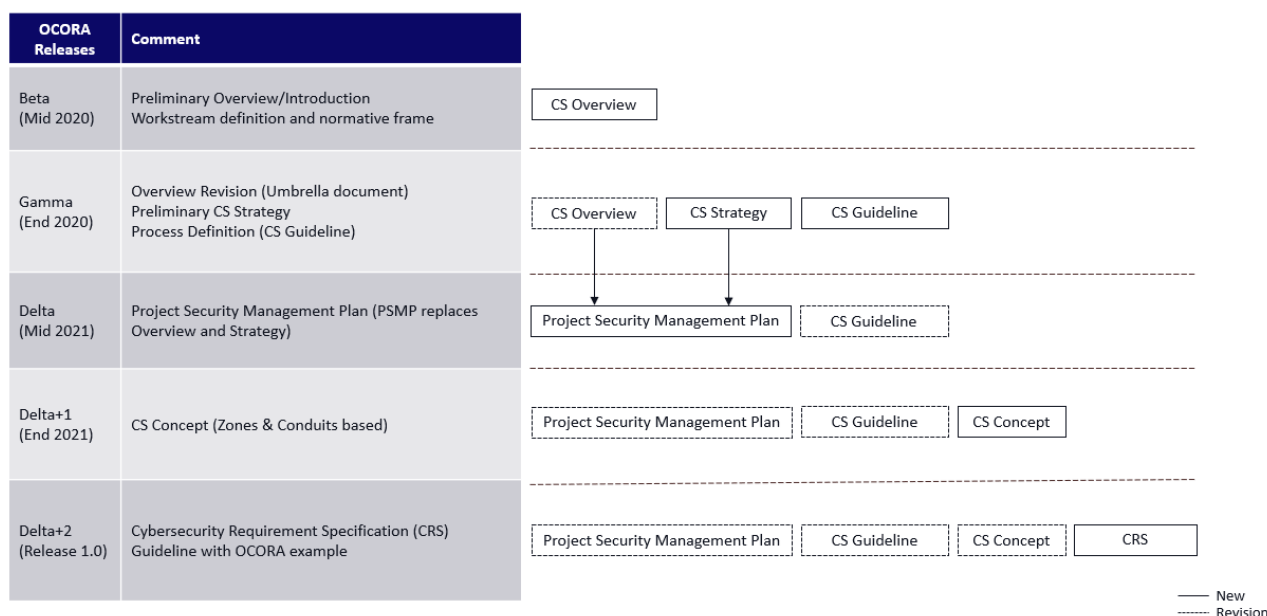 OCORA
Releases
Comment
Beta
(Mid 2020)
Preliminary Overview/Introduction
Workstream definition and normative frame
CS Overview
Gamma
(End 2020)
Overview Revision (Umbrella document)
Preliminary CS Strategy
Process Definition (CS Guideline)
CS Overview
CS Strategy
CS Guideline
Delta
(Mid 2021)
Project Security Management Plan (PSMP replaces
Overview and Strategy)
Project Security Management Plan
CS Guideline
Delta+1
(End 2021)
CS Concept (Zones & Conduits based)
Project Security Management Plan
CS Guideline
CS Concept
Delta+2
(Release 1.0)
Cybersecurity Requirement Specification (CRS)
Guideline with OCORA example
Project Security Management Plan
CS Guideline
CS Concept
CRS
New
Revision